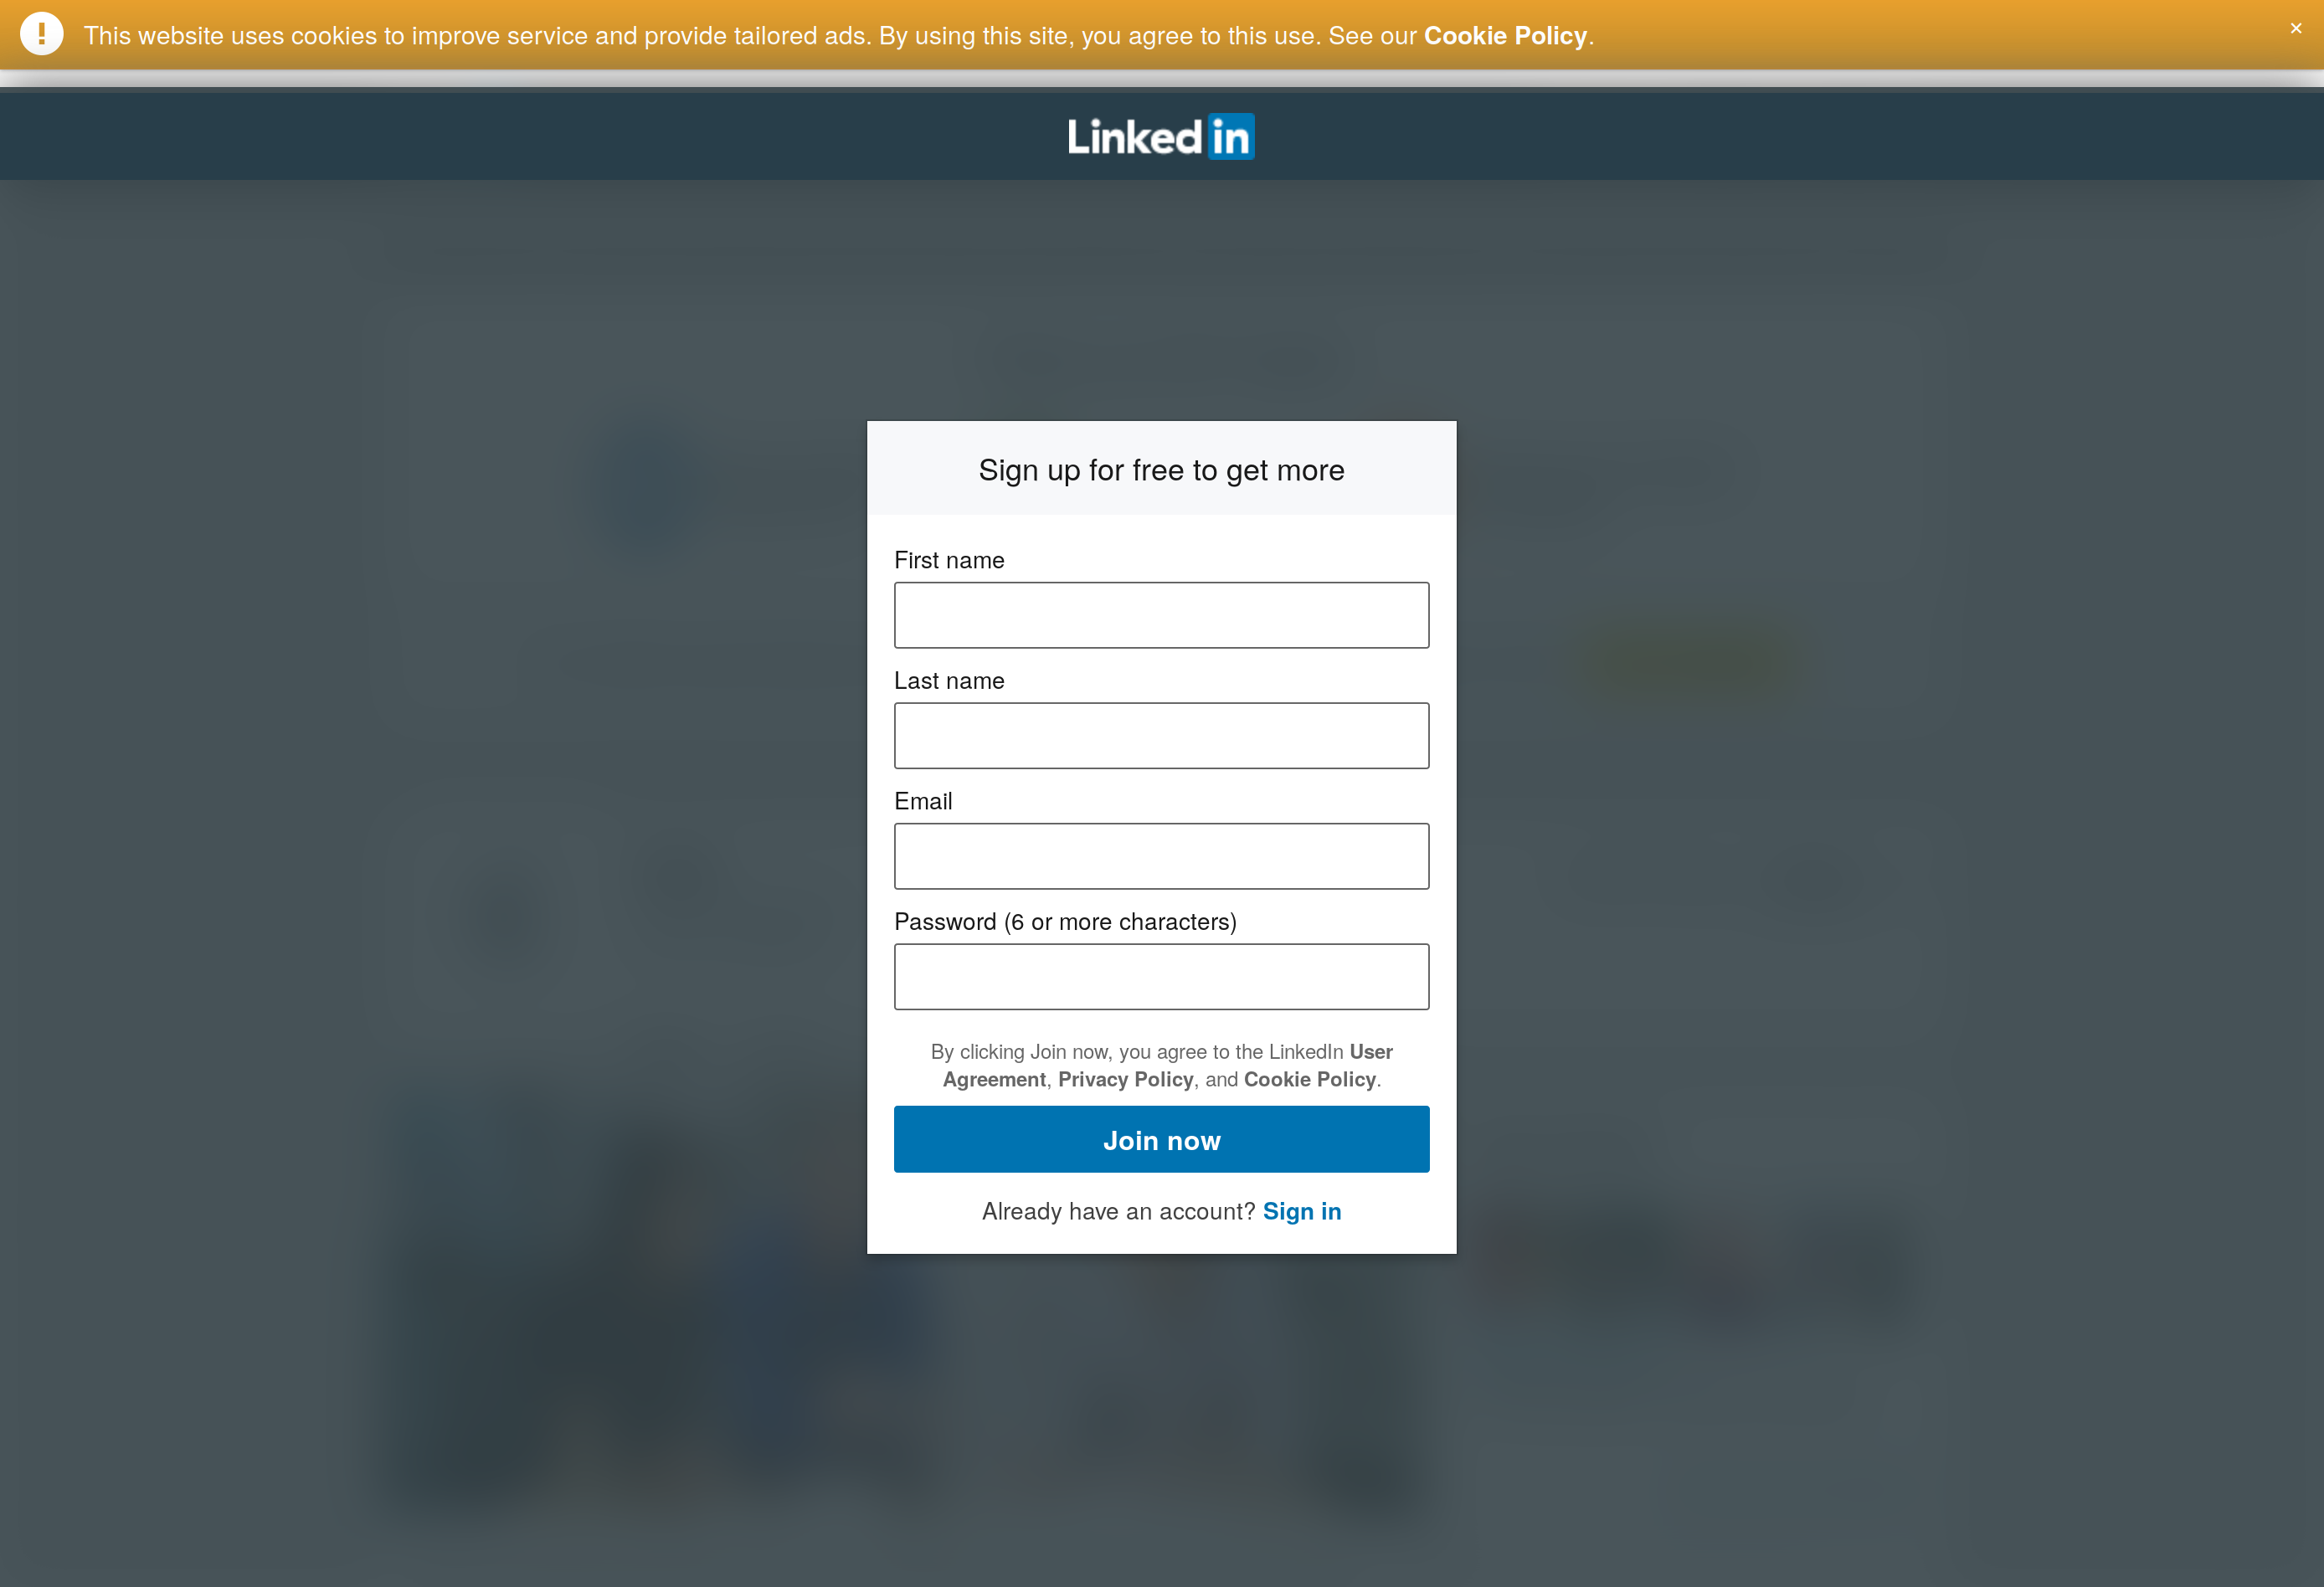 This website uses cookies to improve service and provide tailored ads. By using this site, you agree to this use. See our Cookie Policy.
×
Linked in
Sign up for free to get more
First name
Last name
Email
Password (6 or more characters)
By clicking Join now, you agree to the LinkedIn User
Agreement, Privacy Policy, and Cookie Policy.
Join now
Already have an account? Sign in